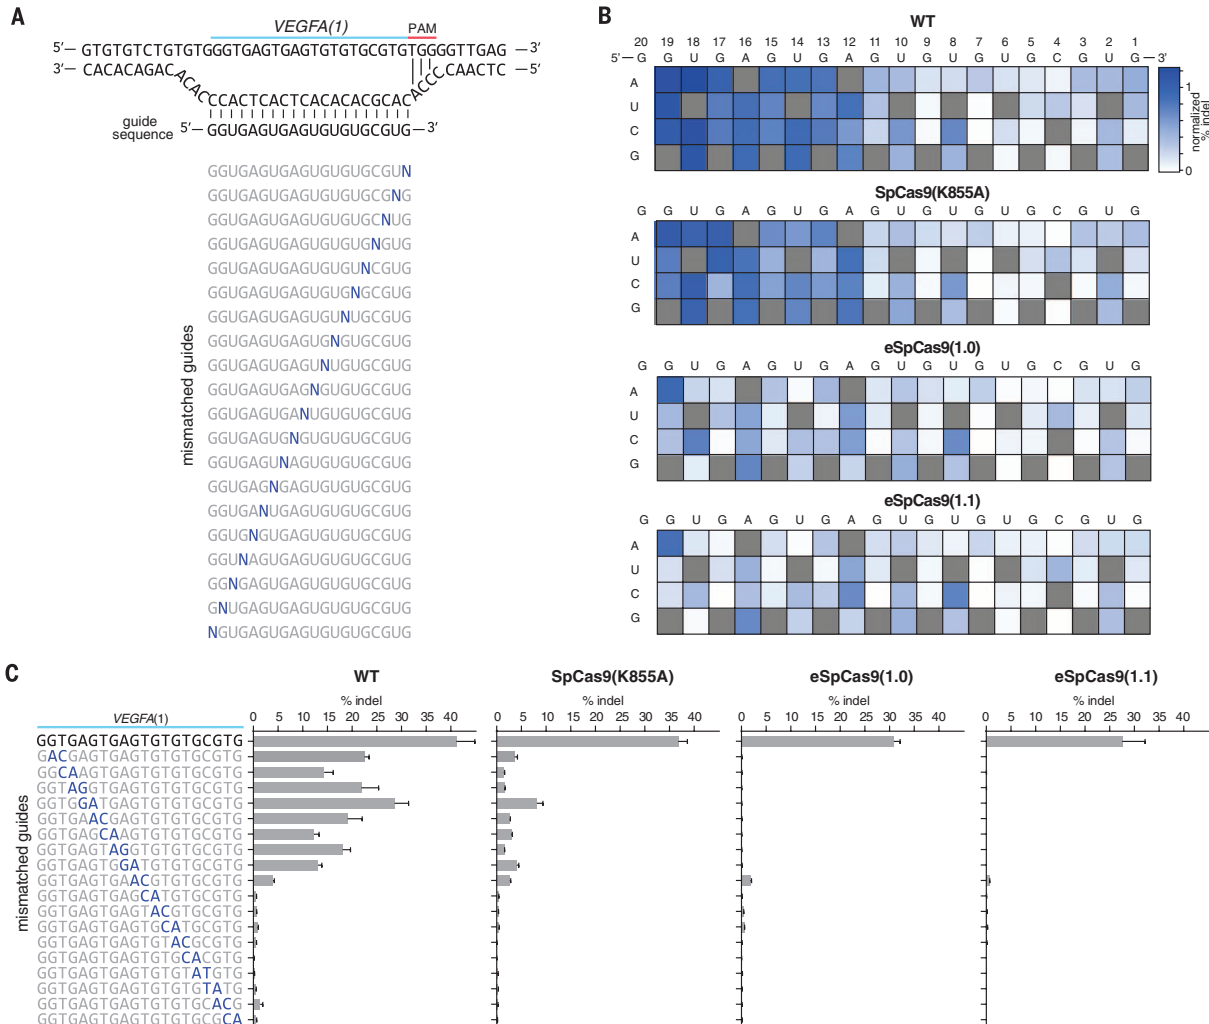 A
VEGFA(1)
PAM
5′— GTGTGTCTGTGTGGGTGAGTGAGTGTGTGCGTGTGGGGTTGAG —3′
3′— CACACAGACACACCCACTCACTCACACACGCACACCCCAACTC — 5′
guide sequence 5′— GGUGAGUGAGUGUGUGCGUG—3′
mismatched guides
GGUGAGUGAGUGUGUGCGUN
GGUGAGUGAGUGUGUGCGNG
GGUGAGUGAGUGUGUGCNUG
GGUGAGUGAGUGUGUGNGUG
GGUGAGUGAGUGUGUNCGUG
GGUGAGUGAGUGUGNGCGUG
GGUGAGUGAGUGUNUGCGUG
GGUGAGUGAGUGNGUGCGUG
GGUGAGUGAGUNUGUGCGUG
GGUGAGUGAGNGUGUGCGUG
GGUGAGUGANUGUGUGCGUG
GGUGAGUGNGUGUGUGCGUG
GGUGAGUNAGUGUGUGCGUG
GGUGAGNGAGUGUGUGCGUG
GGUGANUGAGUGUGUGCGUG
GGUGNGUGAGUGUGUGCGUG
GGUNAGUGAGUGUGUGCGUG
GGNGAGUGAGUGUGUGCGUG
GNUGAGUGAGUGUGUGCGUG
NGUGAGUGAGUGUGUGCGUG
B
WT
20 19 18 17 16 15 14 13 12 11 10 9 8 7 6 5 4 3 2 1
5′— G G U G A G U G A G U G U G U G C G U G — 3′
A
U
C
G
1
0
normalized % indel
SpCas9(K855A)
G G U G A G U G A G U G U G U G C G U G
A
U
C
G
eSpCas9(1.0)
G G U G A G U G A G U G U G U G C G U G
A
U
C
G
eSpCas9(1.1)
G G U G A G U G A G U G U G U G C G U G
A
U
C
G
C
WT SpCas9(K855A) eSpCas9(1.0) eSpCas9(1.1)
% indel % indel % indel % indel
VEGFA(1)
0 5 10 15 20 25 30 35 40 0 5 10 15 20 25 30 35 40 0 5 10 15 20 25 30 35 40 0 5 10 15 20 25 30 35 40
mismatched guides
GGTGAGTGAGTGTGTGCGTG
GACGAGTGAGTGTGTGCGTG
GGCAAGTGAGTGTGTGCGTG
GGTAGGTGAGTGTGTGCGTG
GGTGGATGAGTGTGTGCGTG
GGTGAACGAGTGTGTGCGTG
GGTGAGCAAGTGTGTGCGTG
GGTGAGTAGGTGTGTGCGTG
GGTGAGTGGATGTGTGCGTG
GGTGAGTGAACGTGTGCGTG
GGTGAGTGAGCATGTGCGTG
GGTGAGTGAGTACGTGCGTG
GGTGAGTGAGTGCATGCGTG
GGTGAGTGAGTGTACGCGTG
GGTGAGTGAGTGTGCACGTG
GGTGAGTGAGTGTGTATGTG
GGTGAGTGAGTGTGTGTATG
GGTGAGTGAGTGTGTGCACG
GGTGAGTGAGTGTGTGCGCA